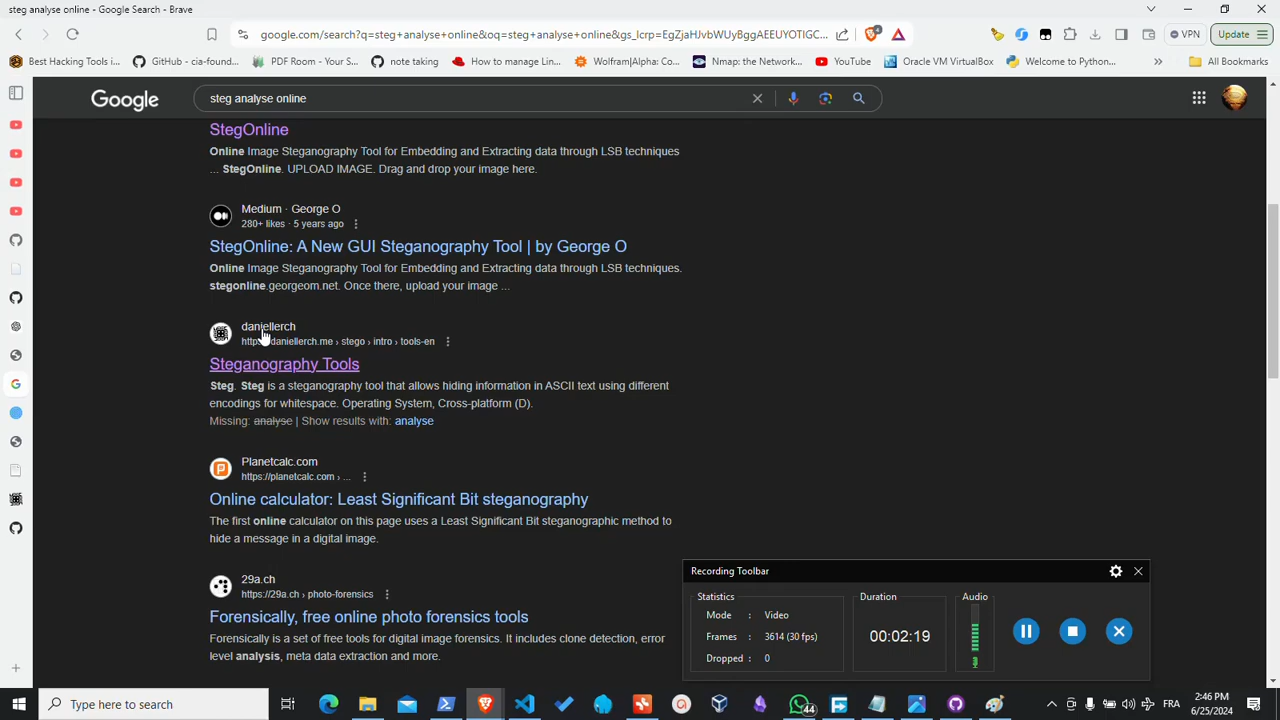 steg analyse online - Google Search - Brave
google.com/search?q=steg+analyse+online&oq=steg+analyse+online&gs_lcrp=EgZjaHJvbWUyBggAEEUYOTIGC...
4
VPN
Update
Best Hacking Tools i...
GitHub - cia-found...
PDF Room - Your S...
note taking
How to manage Lin...
Wolfram|Alpha: Co...
Nmap: the Network...
YouTube
Oracle VM VirtualBox
Welcome to Python...
»
All Bookmarks
Google
steg analyse online
StegOnline
Online Image Steganography Tool for Embedding and Extracting data through LSB techniques
... StegOnline. UPLOAD IMAGE. Drag and drop your image here.
Medium · George O
280+ likes · 5 years ago
StegOnline: A New GUI Steganography Tool | by George O
Online Image Steganography Tool for Embedding and Extracting data through LSB techniques.
stegonline.georgeom.net. Once there, upload your image ...
daniellerch
https://daniellerch.me › stego › intro › tools-en
Steganography Tools
Steg. Steg is a steganography tool that allows hiding information in ASCII text using different
encodings for whitespace. Operating System, Cross-platform (D).
Missing: analyse | Show results with: analyse
Planetcalc.com
https://planetcalc.com › ...
Online calculator: Least Significant Bit steganography
The first online calculator on this page uses a Least Significant Bit steganographic method to
hide a message in a digital image.
29a.ch
https://29a.ch › photo-forensics
Forensically, free online photo forensics tools
Forensically is a set of free tools for digital image forensics. It includes clone detection, error
level analysis, meta data extraction and more.
Recording Toolbar
Statistics
Mode : Video
Frames : 3614 (30 fps)
Dropped : 0
Duration
00:02:19
Audio
Type here to search
44
FRA
2:46 PM
6/25/2024